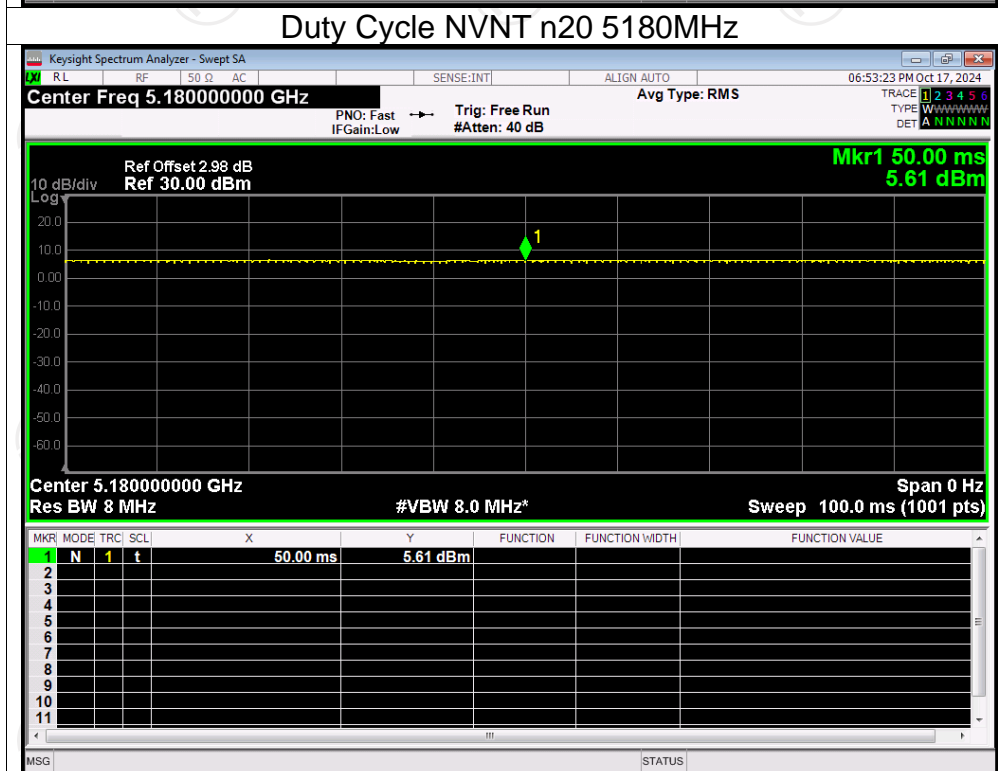 Duty Cycle NVNT n20 5180MHz
Keysight Spectrum Analyzer - Swept SA
LXI RL RF 50 Ω AC SENSE:INT ALIGN AUTO 06:53:23 PM Oct 17, 2024
Center Freq 5.180000000 GHz Avg Type: RMS TRACE 1 2 3 4 5 6
PNO: Fast Trig: Free Run TYPE WWWWWW
IFGain:Low #Atten: 40 dB DET A N N N N N
Mkr1 50.00 ms
Ref Offset 2.98 dB
10 dB/div Ref 30.00 dBm 5.61 dBm
Log
20.0
1
10.0
0.00
-10.0
-20.0
-30.0
-40.0
-50.0
-60.0
Center 5.180000000 GHz Span 0 Hz
Res BW 8 MHz #VBW 8.0 MHz* Sweep 100.0 ms (1001 pts)
MKR MODE TRC SCL X Y FUNCTION FUNCTION WIDTH FUNCTION VALUE
1 N 1 t 50.00 ms 5.61 dBm
2
3
4
5
6
7
8
9
10
11
MSG STATUS